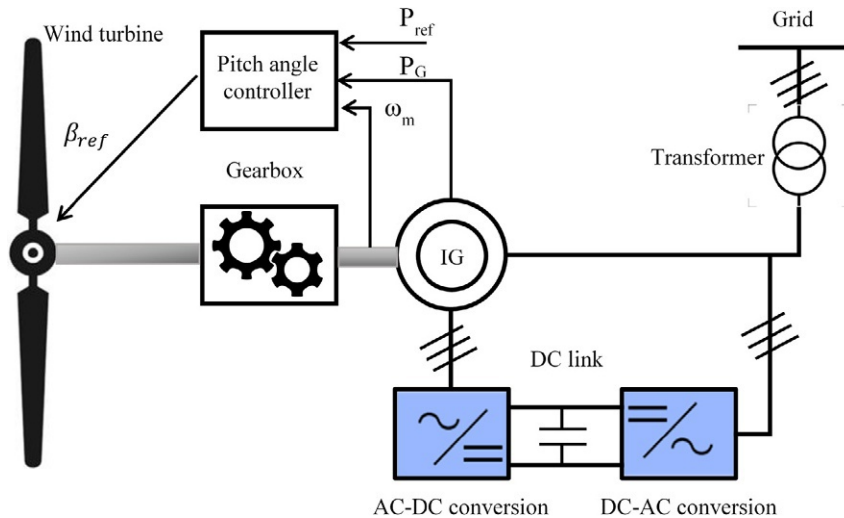 Wind turbine
Pitch angle
controller
P_ref
P_G
ω_m
β_ref
Gearbox
IG
Grid
Transformer
DC link
AC-DC conversion
DC-AC conversion